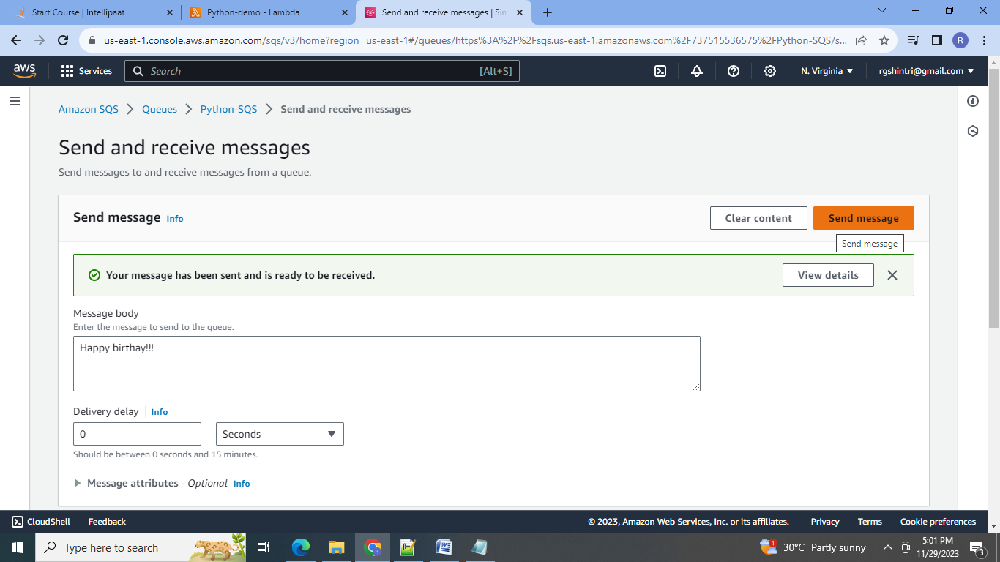 Start Course | Intellipaat
Python-demo - Lambda
Send and receive messages | Sim
us-east-1.console.aws.amazon.com/sqs/v3/home?region=us-east-1#/queues/https%3A%2F%2Fsqs.us-east-1.amazonaws.com%2F737515536575%2FPython-SQS/s...
R
aws
Services
Search
[Alt+S]
N. Virginia
rgshintri@gmail.com
Amazon SQS
Queues
Python-SQS
Send and receive messages
Send and receive messages
Send messages to and receive messages from a queue.
Send message Info
Clear content
Send message
Send message
Your message has been sent and is ready to be received.
View details
Message body
Enter the message to send to the queue.
Happy birthay!!!
Delivery delay Info
0
Seconds
Should be between 0 seconds and 15 minutes.
Message attributes - Optional Info
CloudShell
Feedback
© 2023, Amazon Web Services, Inc. or its affiliates.
Privacy
Terms
Cookie preferences
Type here to search
1
30°C Partly sunny
5:01 PM
11/29/2023
3